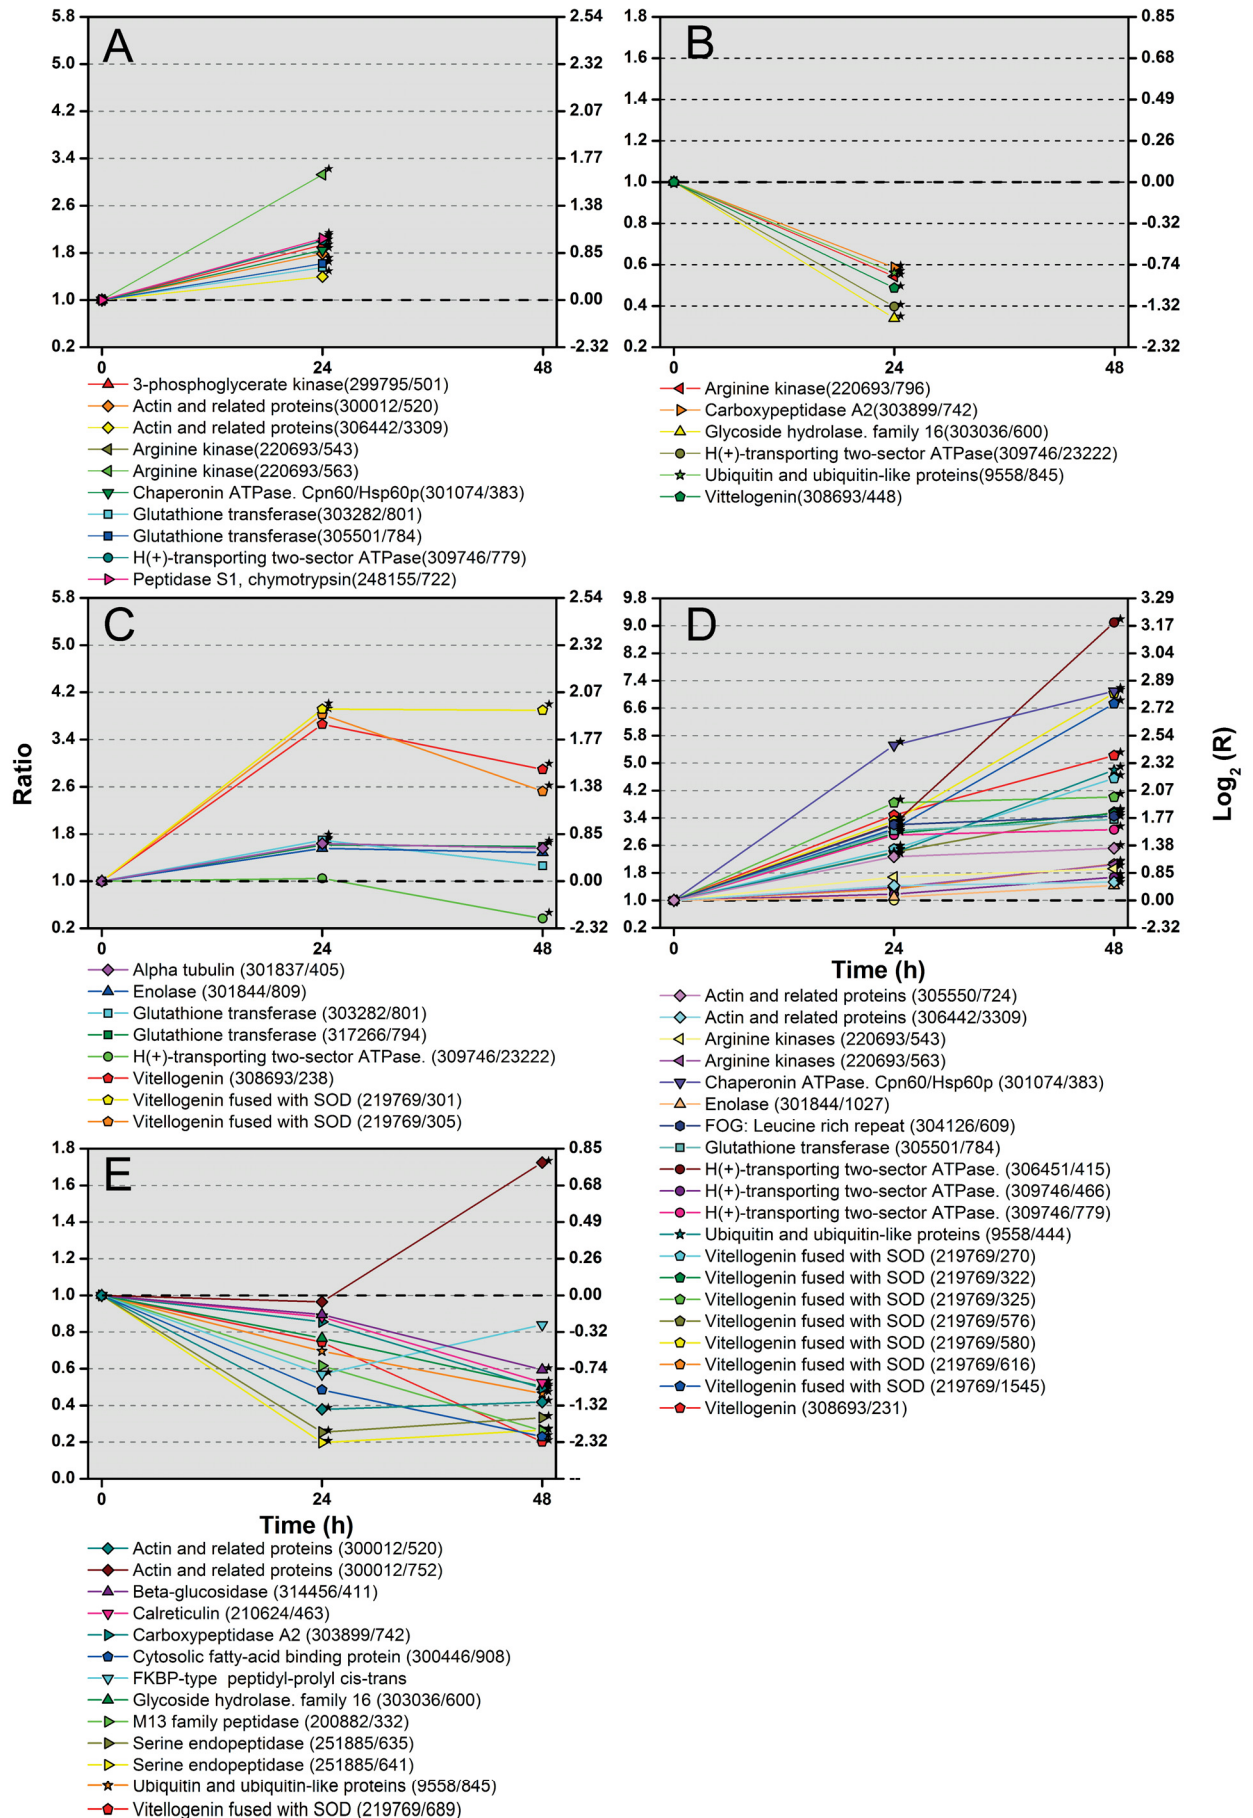 A
5.8
5.0
4.2
3.4
2.6
1.8
1.0
0.2
2.54
2.32
2.07
1.77
1.38
0.85
0.00
-2.32
0 24 48
3-phosphoglycerate kinase(299795/501)
Actin and related proteins(300012/520)
Actin and related proteins(306442/3309)
Arginine kinase(220693/543)
Arginine kinase(220693/563)
Chaperonin ATPase. Cpn60/Hsp60p(301074/383)
Glutathione transferase(303282/801)
Glutathione transferase(305501/784)
H(+)-transporting two-sector ATPase(309746/779)
Peptidase S1, chymotrypsin(248155/722)
B
1.8
1.6
1.4
1.2
1.0
0.8
0.6
0.4
0.2
0.85
0.68
0.49
0.26
0.00
-0.32
-0.74
-1.32
-2.32
0 24 48
Arginine kinase(220693/796)
Carboxypeptidase A2(303899/742)
Glycoside hydrolase. family 16(303036/600)
H(+)-transporting two-sector ATPase(309746/23222)
Ubiquitin and ubiquitin-like proteins(9558/845)
Vittelogenin(308693/448)
C
Ratio
5.8
5.0
4.2
3.4
2.6
1.8
1.0
0.2
2.54
2.32
2.07
1.77
1.38
0.85
0.00
-2.32
0 24 48
Alpha tubulin (301837/405)
Enolase (301844/809)
Glutathione transferase (303282/801)
Glutathione transferase (317266/794)
H(+)-transporting two-sector ATPase. (309746/23222)
Vitellogenin (308693/238)
Vitellogenin fused with SOD (219769/301)
Vitellogenin fused with SOD (219769/305)
D
9.8
9.0
8.2
7.4
6.6
5.8
5.0
4.2
3.4
2.6
1.8
1.0
0.2
3.29
3.17
3.04
2.89
2.72
2.54
2.32
2.07
1.77
1.38
0.85
0.00
-2.32
Log2 (R)
0 24 48
Time (h)
Actin and related proteins (305550/724)
Actin and related proteins (306442/3309)
Arginine kinases (220693/543)
Arginine kinases (220693/563)
Chaperonin ATPase. Cpn60/Hsp60p (301074/383)
Enolase (301844/1027)
FOG: Leucine rich repeat (304126/609)
Glutathione transferase (305501/784)
H(+)-transporting two-sector ATPase. (306451/415)
H(+)-transporting two-sector ATPase. (309746/466)
H(+)-transporting two-sector ATPase. (309746/779)
Ubiquitin and ubiquitin-like proteins (9558/444)
Vitellogenin fused with SOD (219769/270)
Vitellogenin fused with SOD (219769/322)
Vitellogenin fused with SOD (219769/325)
Vitellogenin fused with SOD (219769/576)
Vitellogenin fused with SOD (219769/580)
Vitellogenin fused with SOD (219769/616)
Vitellogenin fused with SOD (219769/1545)
Vitellogenin (308693/231)
E
1.8
1.6
1.4
1.2
1.0
0.8
0.6
0.4
0.2
0.0
0.85
0.68
0.49
0.26
0.00
-0.32
-0.74
-1.32
-2.32
--
0 24 48
Time (h)
Actin and related proteins (300012/520)
Actin and related proteins (300012/752)
Beta-glucosidase (314456/411)
Calreticulin (210624/463)
Carboxypeptidase A2 (303899/742)
Cytosolic fatty-acid binding protein (300446/908)
FKBP-type peptidyl-prolyl cis-trans
Glycoside hydrolase. family 16 (303036/600)
M13 family peptidase (200882/332)
Serine endopeptidase (251885/635)
Serine endopeptidase (251885/641)
Ubiquitin and ubiquitin-like proteins (9558/845)
Vitellogenin fused with SOD (219769/689)